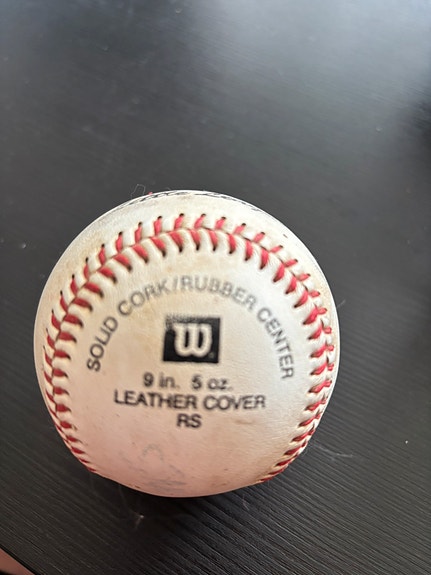 SOLID CORK/RUBBER CENTER
W
9 in. 5 oz.
LEATHER COVER
RS